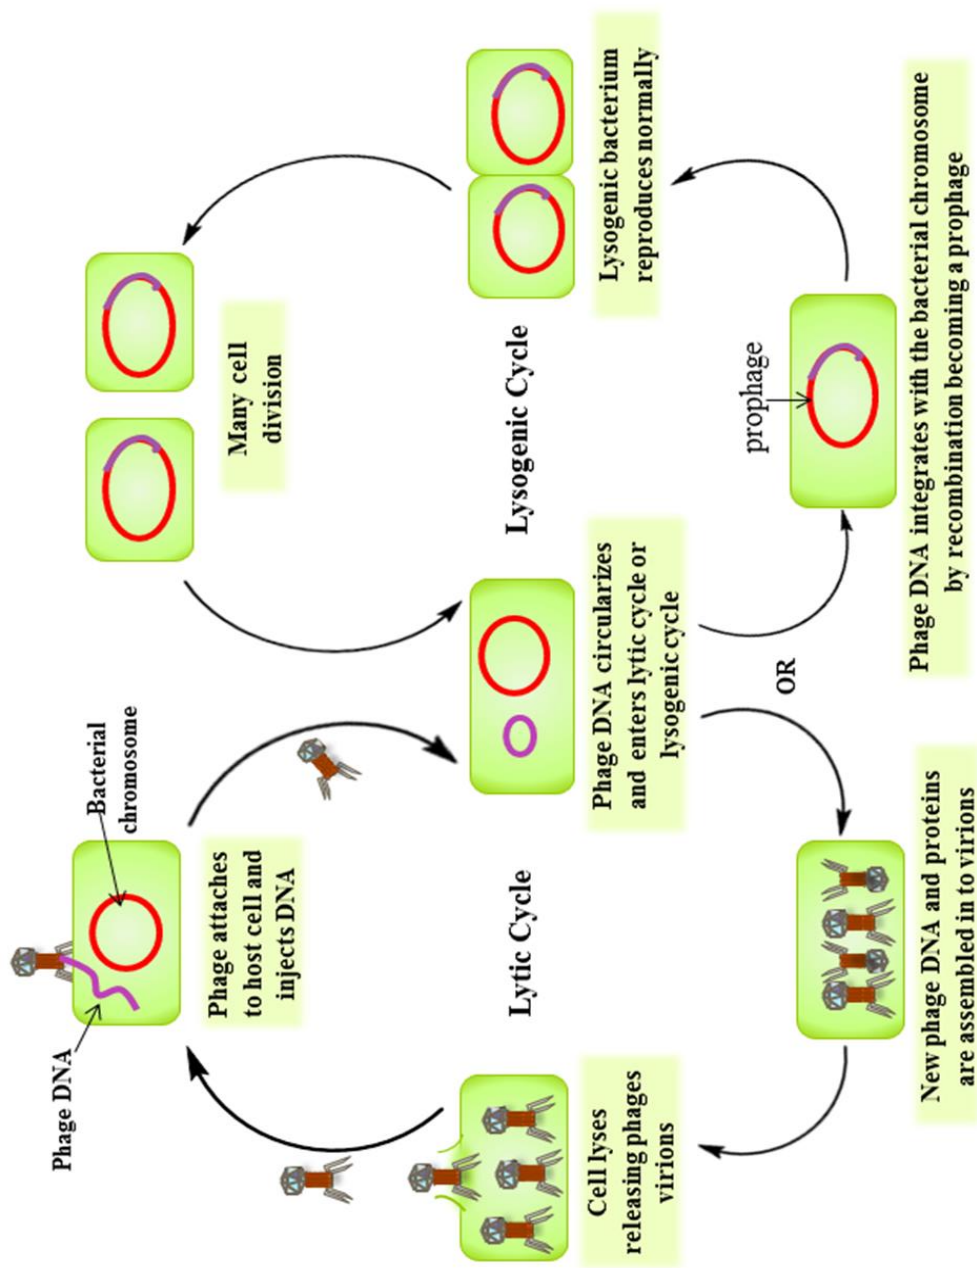 Phage DNA
Bacterial
chromosome
Phage attaches
to host cell and
injects DNA
Many cell
division
Cell lyses
releasing phages
virions
Lytic Cycle
Phage DNA circularizes
and enters lytic cycle or
lysogenic cycle
Lysogenic Cycle
Lysogenic bacterium
reproduces normally
OR
prophage
New phage DNA and proteins
are assembled in to virions
Phage DNA integrates with the bacterial chromosome
by recombination becoming a prophage